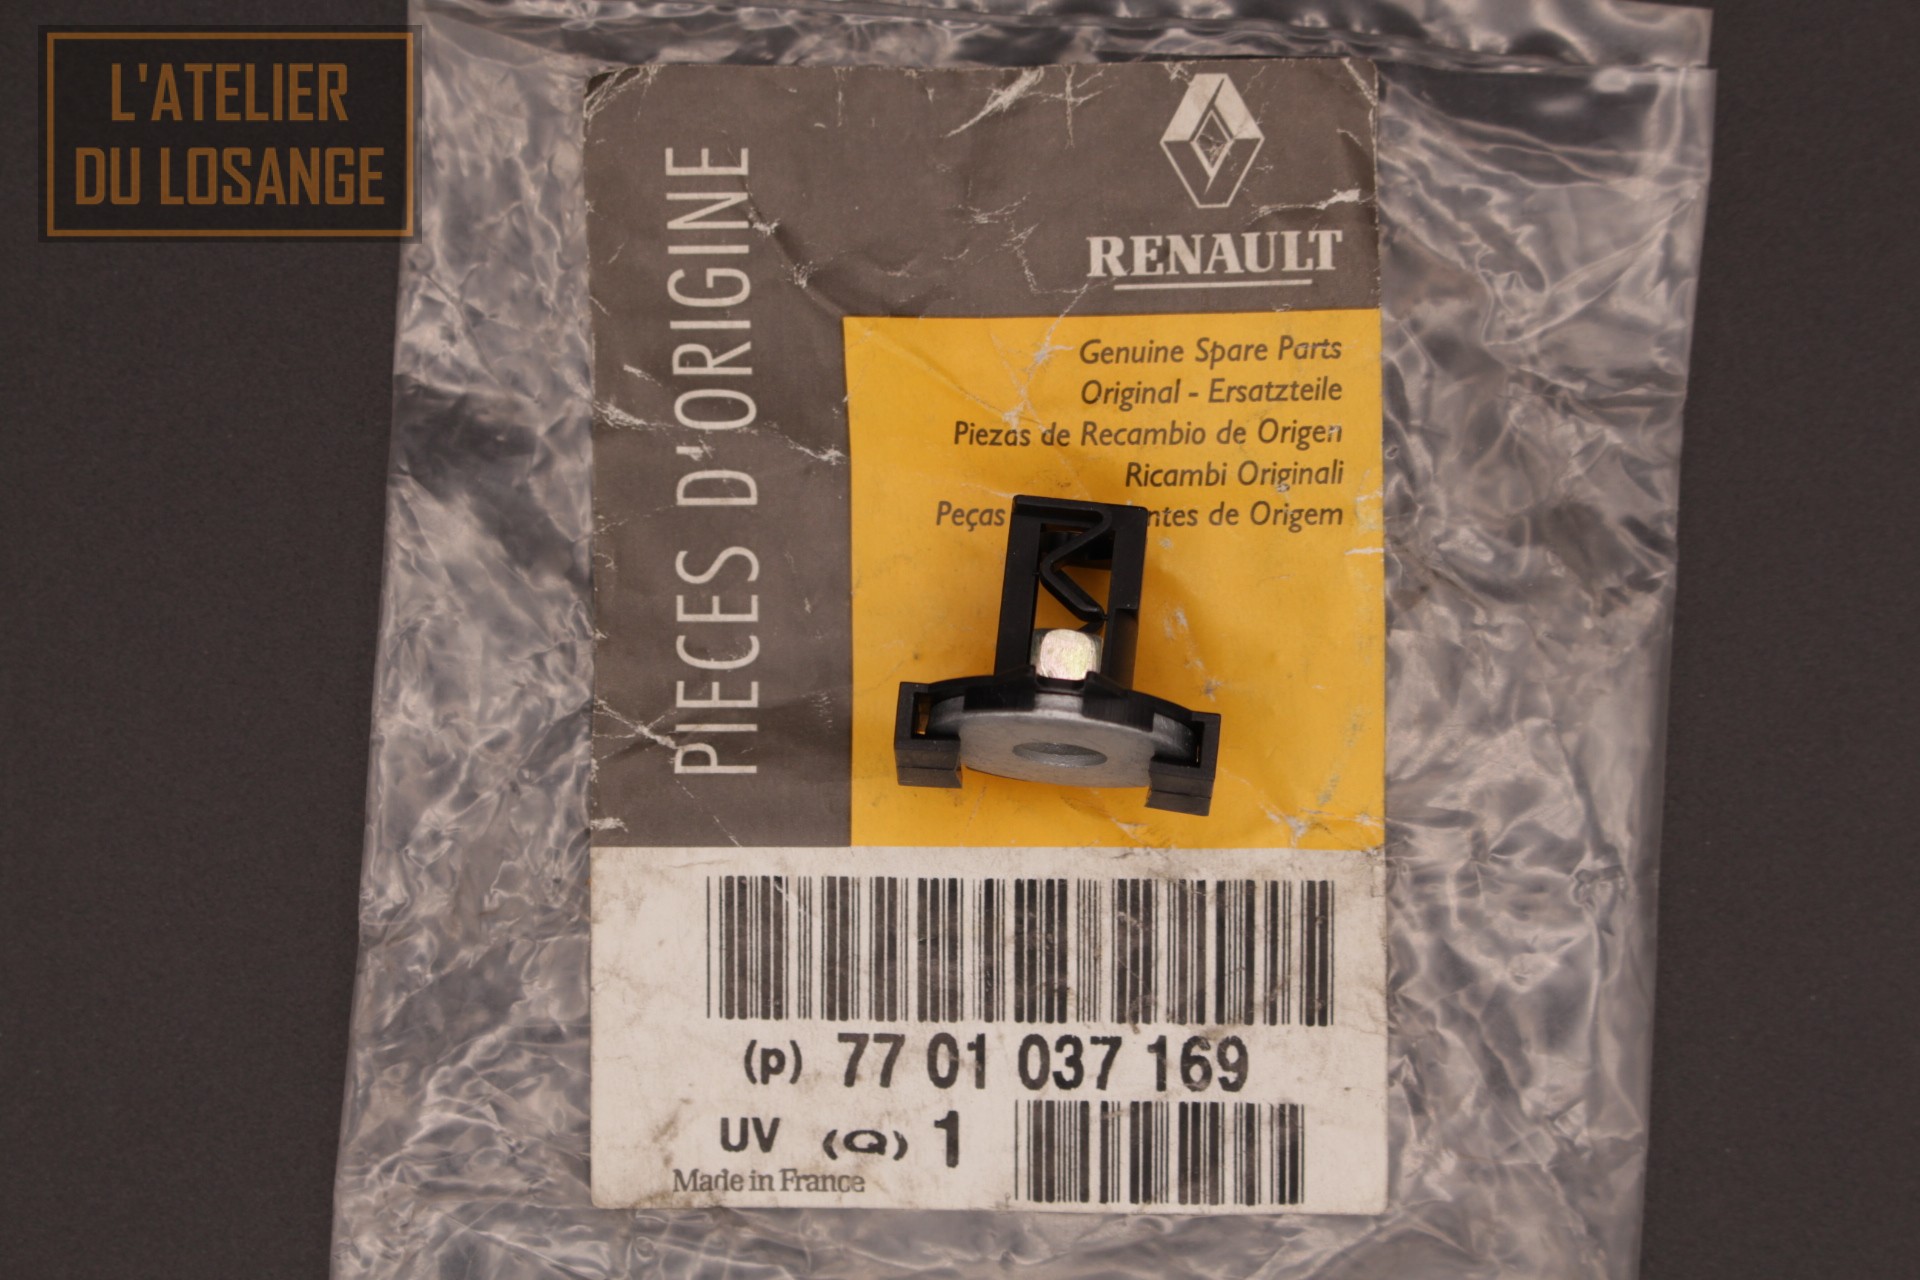 L'ATELIER
DU LOSANGE
PIECES D'ORIGINE
RENAULT
Genuine Spare Parts
Original - Ersatzteile
Piezas de Recambio de Origen
Ricambi Originali
Peças ntes de Origem
(p) 77 01 037 169
UV (Q) 1
Made in France